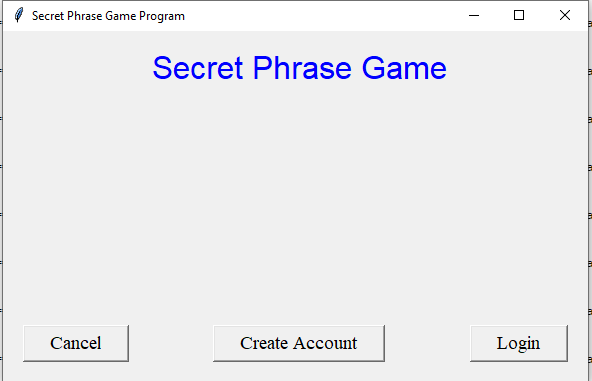 Secret Phrase Game Program
Secret Phrase Game
Cancel Create Account Login